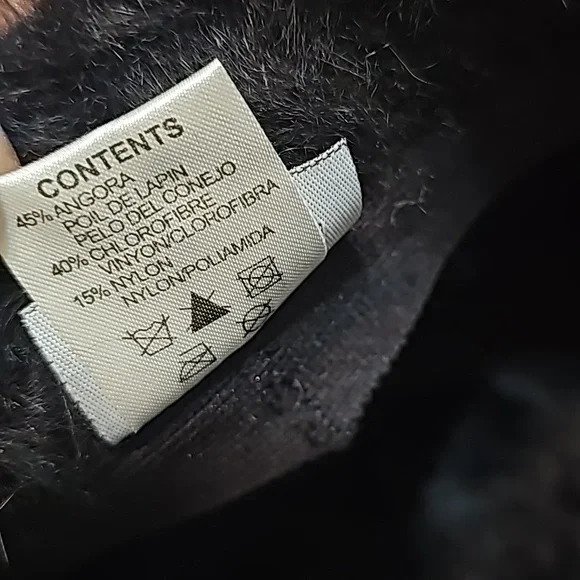 CONTENTS
45% ANGORA
POIL DE LAPIN
PELO DEL CONEJO
40% CHLOROFIBRE
VINYON/CLOROFIBRA
15% NYLON
NYLON/POLIAMIDA